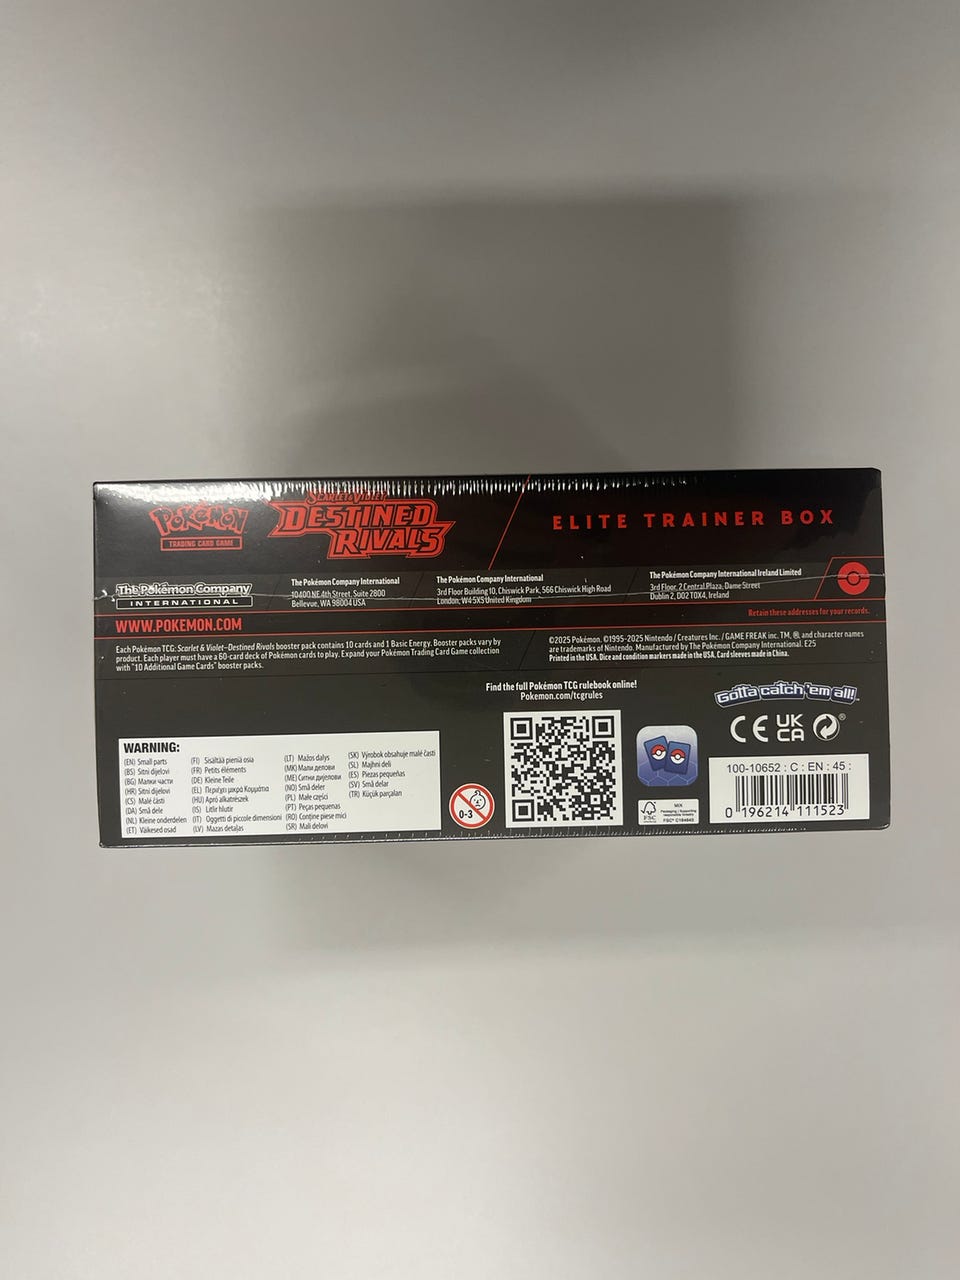 POKÉMON
TRADING CARD GAME
SCARLET & VIOLET
DESTINED
RIVALS
ELITE TRAINER BOX
The Pokémon Company
INTERNATIONAL
The Pokémon Company International
10400 NE 4th Street, Suite 2800
Bellevue, WA 98004 USA
The Pokémon Company International
3rd Floor Building 10, Chiswick Park, 566 Chiswick High Road
London, W4 5XS United Kingdom
The Pokémon Company International Ireland Limited
3rd Floor, 2 Central Plaza, Dame Street
Dublin 2, D02 T0X4, Ireland
Retain these addresses for your records.
WWW.POKEMON.COM
Each Pokémon TCG: Scarlet & Violet–Destined Rivals booster pack contains 10 cards and 1 Basic Energy. Booster packs vary by
product. Each player must have a 60-card deck of Pokémon cards to play. Expand your Pokémon Trading Card Game collection
with "10 Additional Game Cards" booster packs.
©2025 Pokémon. ©1995-2025 Nintendo / Creatures Inc. / GAME FREAK inc. TM, ®, and character names
are trademarks of Nintendo. Manufactured by The Pokémon Company International. E25
Printed in the USA. Dice and condition markers made in the USA. Card sleeves made in China.
Find the full Pokémon TCG rulebook online!
Pokemon.com/tcgrules
Gotta catch 'em all!™
CE UK CA ®
WARNING:
(EN) Small parts
(BS) Sitni dijelovi
(BG) Малки части
(HR) Sitni dijelovi
(CS) Malé části
(DA) Små dele
(NL) Kleine onderdelen
(ET) Väikesed osad
(FI) Sisältää pieniä osia
(FR) Petits éléments
(DE) Kleine Teile
(EL) Περιέχει μικρά Κομμάτια
(HU) Apró alkatrészek
(IS) Litlir hlutir
(IT) Oggetti di piccole dimensioni
(LV) Mazas detaļas
(LT) Mažos dalys
(MK) Мали делови
(ME) Ситни дијелови
(NO) Små deler
(PL) Małe części
(PT) Peças pequenas
(RO) Conține piese mici
(SR) Mali delovi
(SK) Výrobok obsahuje malé časti
(SL) Majhni deli
(ES) Piezas pequeñas
(SV) Små delar
(TR) Küçük parçaları
0-3
FSC
MIX
Packaging | Supporting
responsible forestry
FSC® C184840
100-10652 : C : EN : 45 :
0 196214 111523